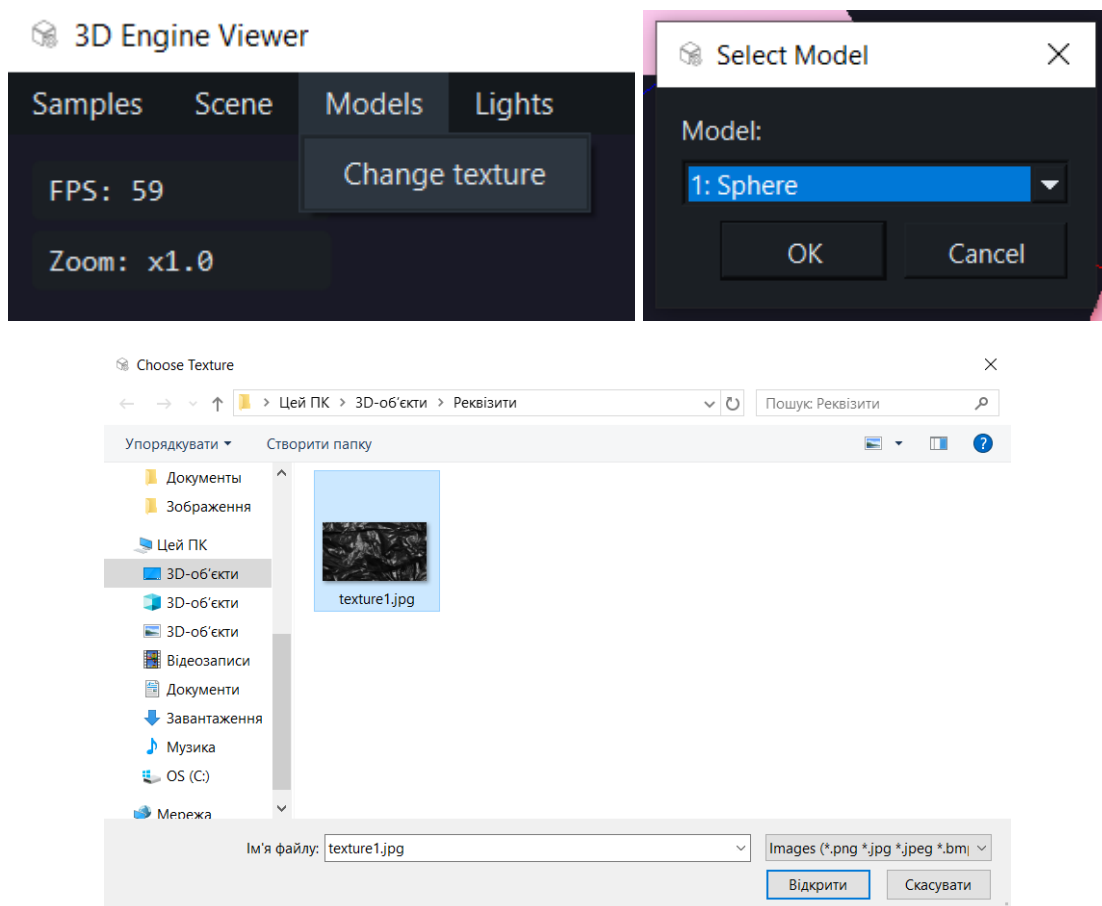 3D Engine Viewer
Samples Scene Models Lights
Change texture
FPS: 59
Zoom: x1.0
Select Model
Model:
1: Sphere
OK Cancel
Choose Texture
Цей ПК > 3D-об'єкти > Реквізити
Пошук: Реквізити
Упорядкувати Створити папку
Документы
Зображення
Цей ПК
3D-об'єкти
3D-об'єкти
3D-об'єкти
Відеозаписи
Документи
Завантаження
Музика
OS (C:)
Мережа
texture1.jpg
Ім'я файлу: texture1.jpg
Images (*.png *.jpg *.jpeg *.bmp
Відкрити Скасувати